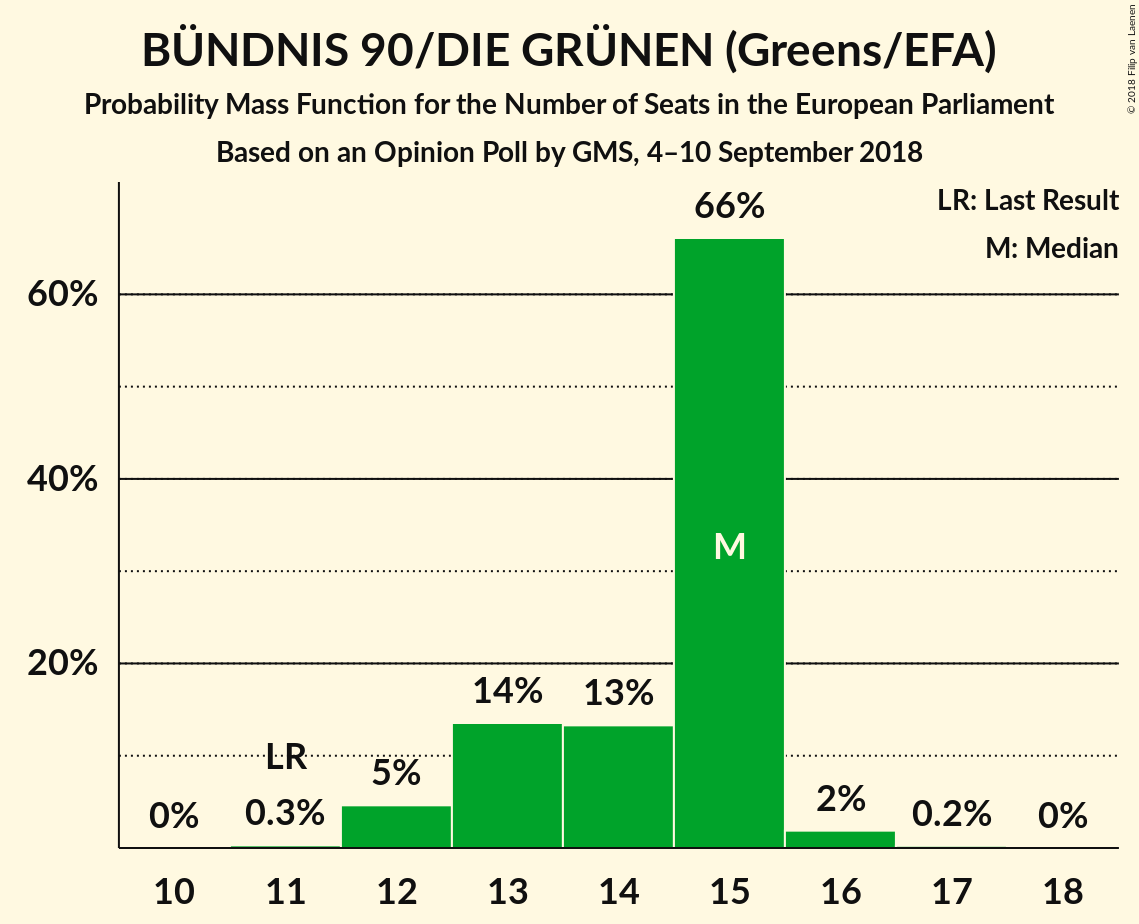 BÜNDNIS 90/DIE GRÜNEN (Greens/EFA)
Probability Mass Function for the Number of Seats in the European Parliament
Based on an Opinion Poll by GMS, 4–10 September 2018
© 2018 Filip van Laenen
LR: Last Result
M: Median
60%
40%
20%
0%
LR
0.3%
5%
14%
13%
66%
M
2%
0.2%
0%
10 11 12 13 14 15 16 17 18